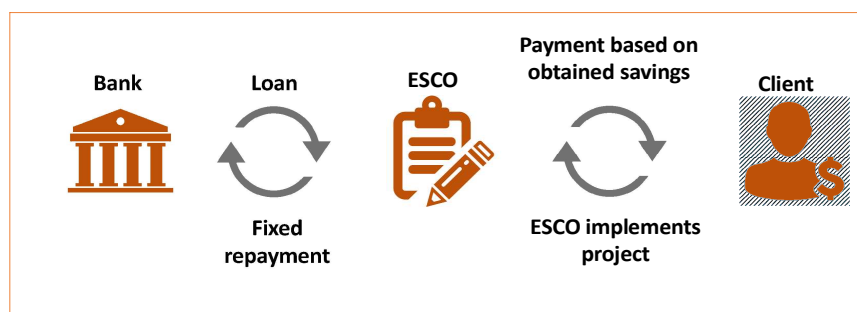 Bank
Loan
ESCO
Payment based on
obtained savings
Client
$
Fixed
repayment
ESCO implements
project